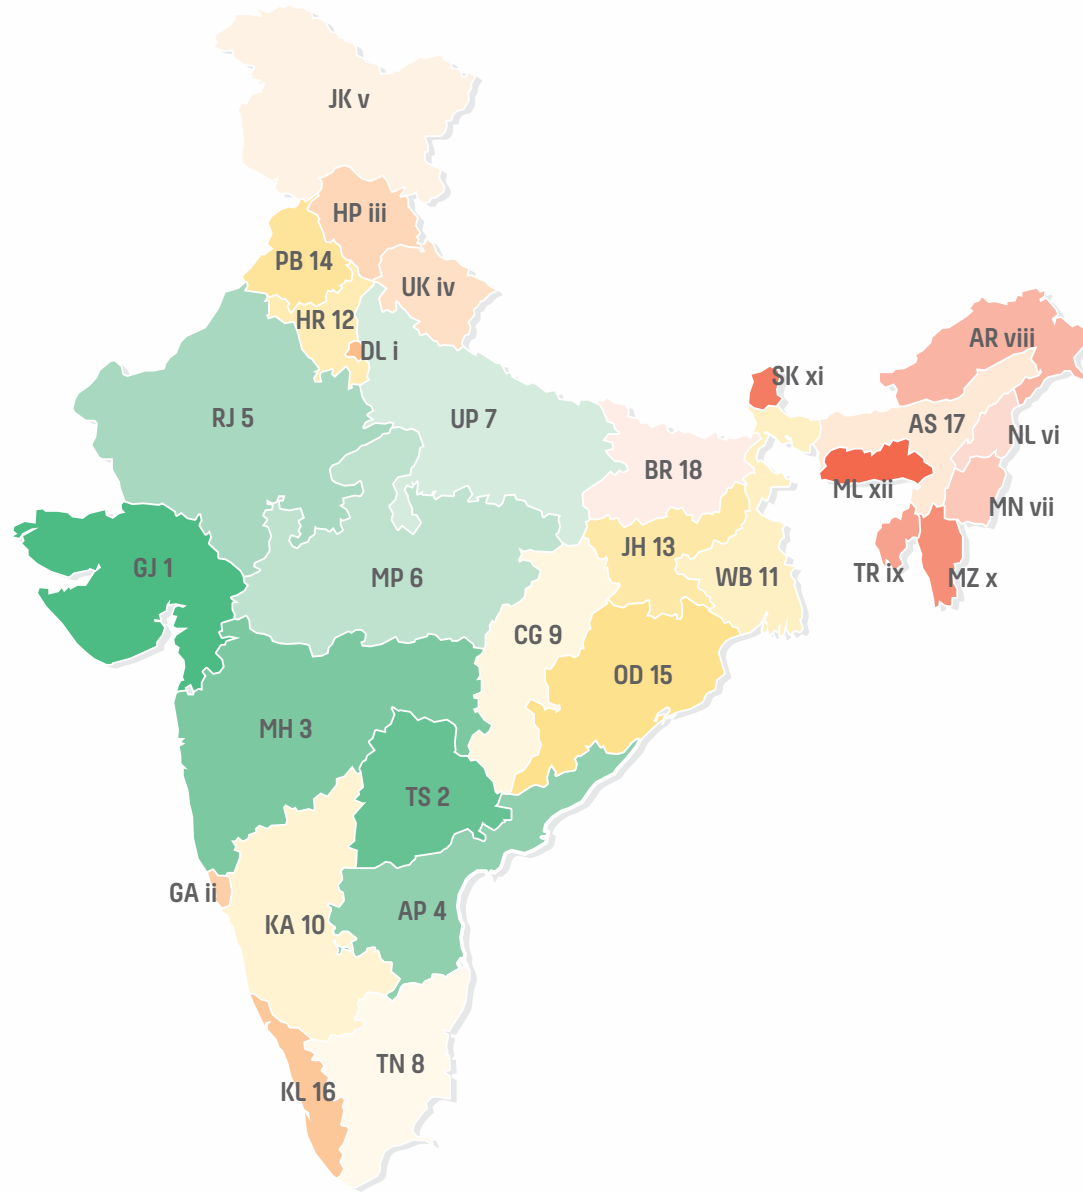 JK v
HP iii
PB 14
UK iv
HR 12
DL i
AR viii
SK xi
RJ 5
UP 7
AS 17
NL vi
BR 18
ML xii
MN vii
GJ 1
JH 13
MP 6
WB 11
TR ix
MZ x
CG 9
OD 15
MH 3
TS 2
GA ii
KA 10
AP 4
TN 8
KL 16